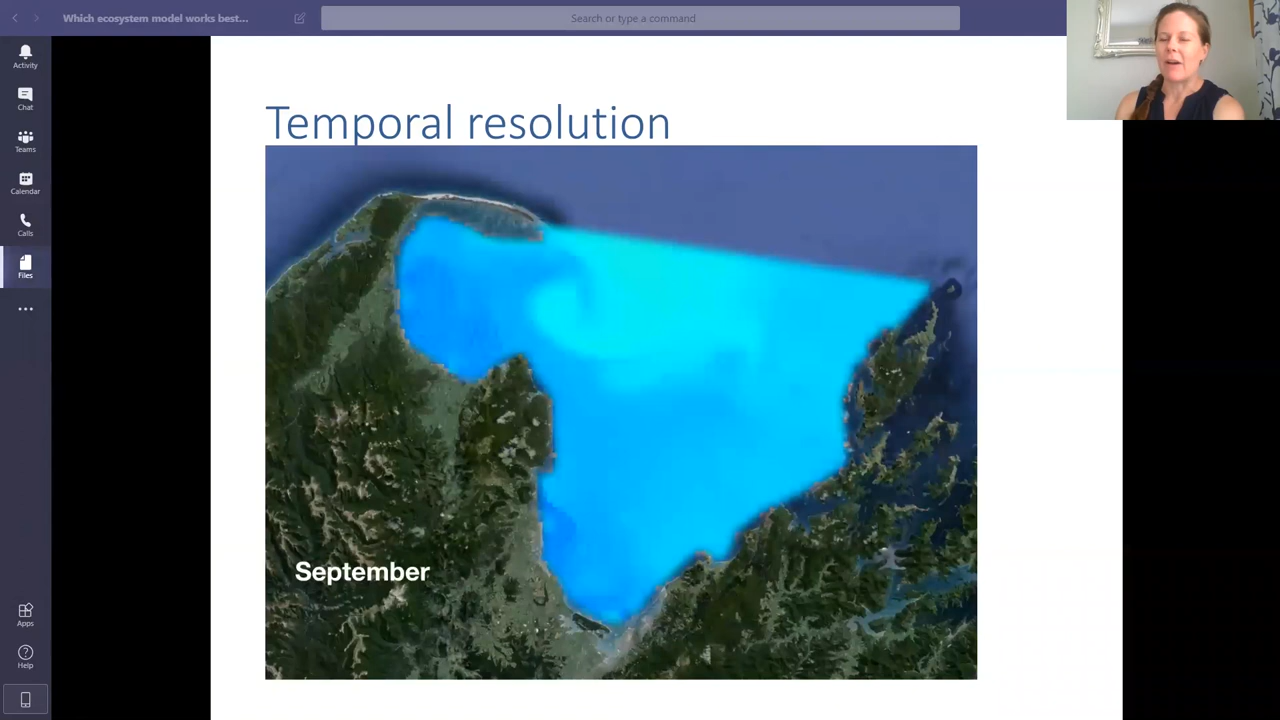 Which ecosystem model works best...
Search or type a command
Activity
Chat
Teams
Calendar
Calls
Files
Apps
Help
Temporal resolution
September